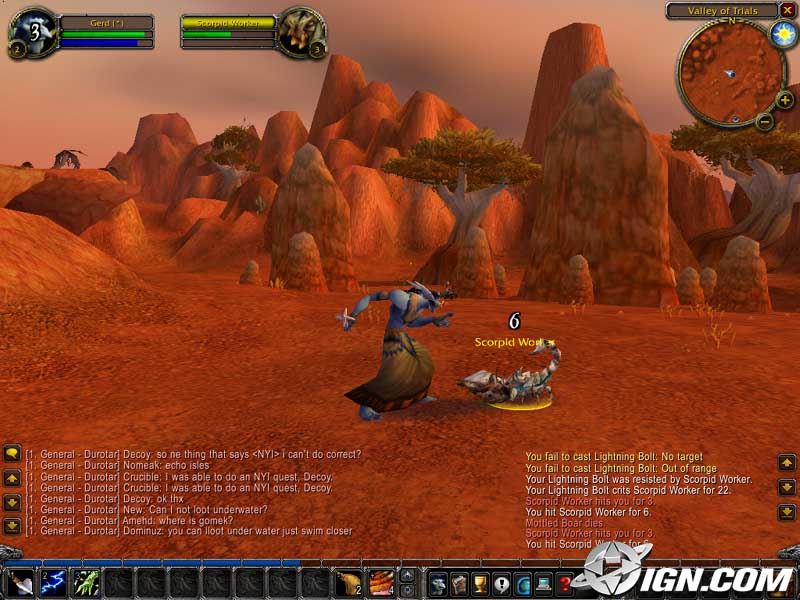 Gerd (*)
3
2
Scorpid Worker
3
Valley of Trials
N
6
Scorpid Worker
[1. General - Durotar] Decoy: so ne thing that says <NYI> i can't do correct?
[1. General - Durotar] Nomeak: echo isles
[1. General - Durotar] Crucible: I was able to do an NYI quest, Decoy.
[1. General - Durotar] Crucible: I was able to do an NYI quest, Decoy.
[1. General - Durotar] Decoy: ok thx
[1. General - Durotar] New: Can I not loot underwater?
[1. General - Durotar] Amehd: where is gomek?
[1. General - Durotar] Dominuz: you can lloot under water just swim closer
You fail to cast Lightning Bolt: No target
You fail to cast Lightning Bolt: Out of range
Your Lightning Bolt was resisted by Scorpid Worker.
Your Lightning Bolt crits Scorpid Worker for 22.
Scorpid Worker hits you for 3.
You hit Scorpid Worker for 6.
Mottled Boar dies.
Scorpid Worker hits you for 3.
You hit Scorpid Worker for 6.
2
2
4
IGN.COM